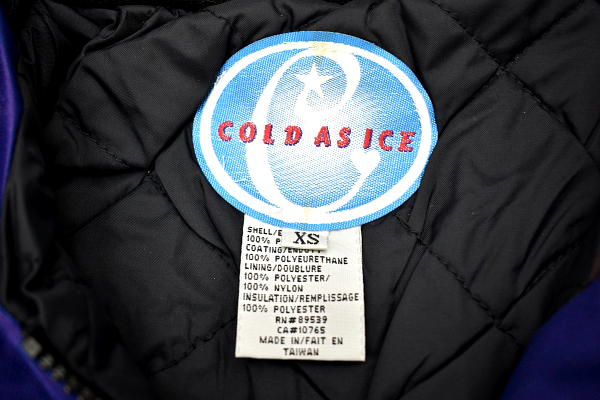 COLD AS ICE
XS
SHELL/E
100% P
COATING/ENDUIT
100% POLYEURETHANE
LINING/DOUBLURE
100% POLYESTER/
100% NYLON
INSULATION/REMPLISSAGE
100% POLYESTER
RN#89539
CA#10765
MADE IN/FAIT EN
TAIWAN